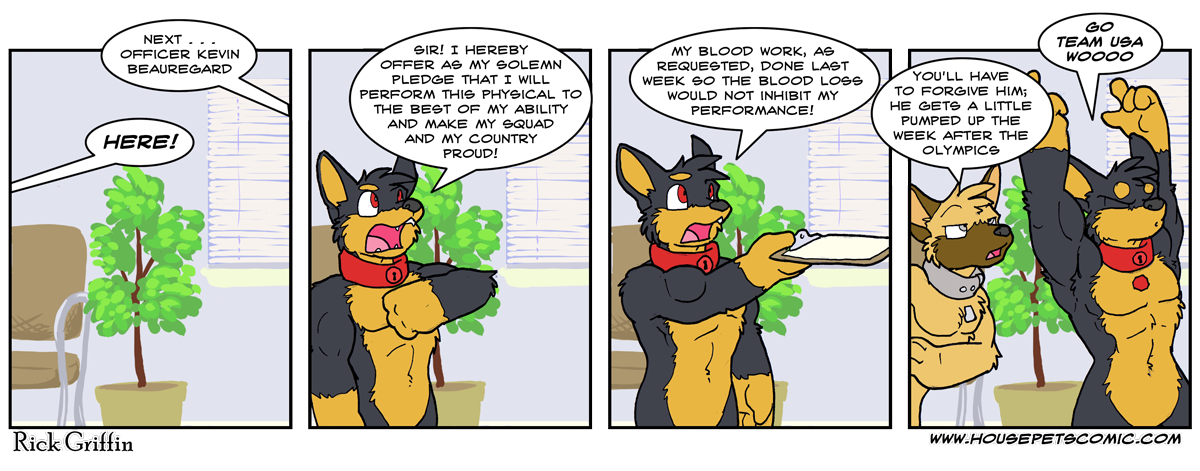 NEXT . . .
OFFICER KEVIN
BEAUREGARD
HERE!
SIR! I HEREBY
OFFER AS MY SOLEMN
PLEDGE THAT I WILL
PERFORM THIS PHYSICAL TO
THE BEST OF MY ABILITY
AND MAKE MY SQUAD
AND MY COUNTRY
PROUD!
1
MY BLOOD WORK, AS
REQUESTED, DONE LAST
WEEK SO THE BLOOD LOSS
WOULD NOT INHIBIT MY
PERFORMANCE!
1
GO
TEAM USA
WOOOO
YOU'LL HAVE
TO FORGIVE HIM;
HE GETS A LITTLE
PUMPED UP THE
WEEK AFTER THE
OLYMPICS
1
Rick Griffin
WWW.HOUSEPETSCOMIC.COM